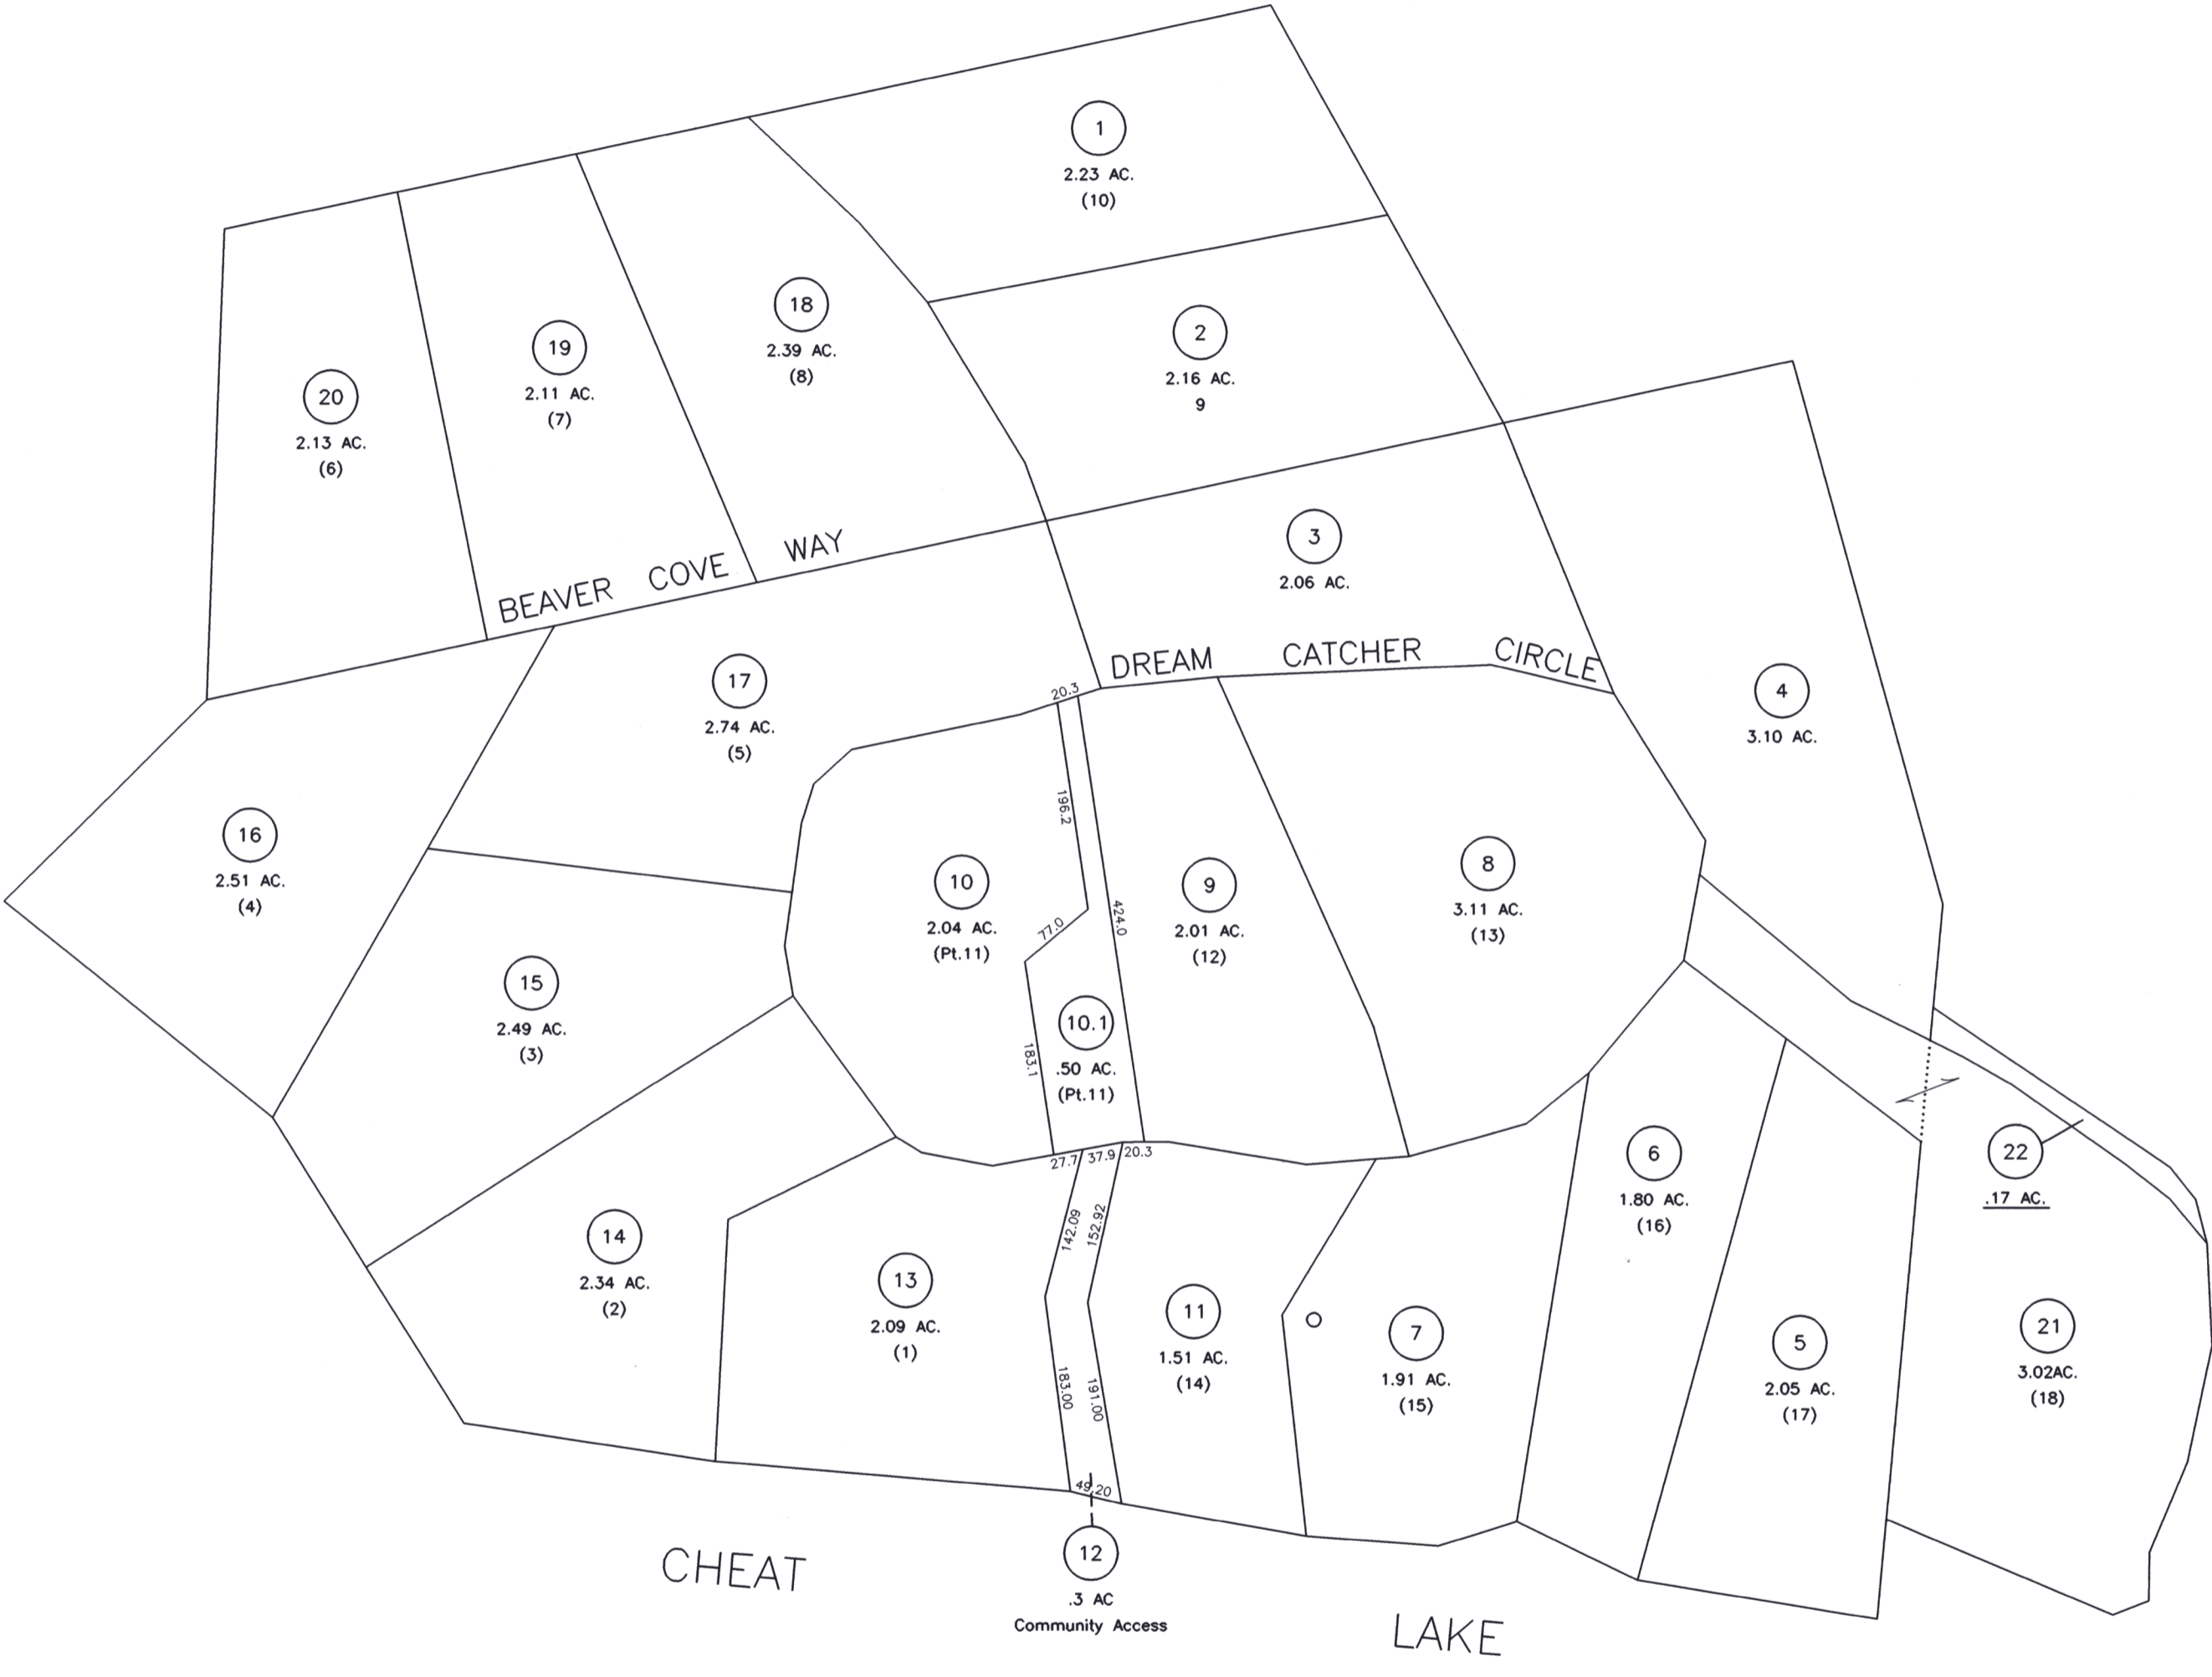 1
2.23 AC.
(10)
2
2.16 AC.
9
18
2.39 AC.
(8)
19
2.11 AC.
(7)
20
2.13 AC.
(6)
BEAVER COVE WAY
3
2.06 AC.
DREAM CATCHER CIRCLE
4
3.10 AC.
17
2.74 AC.
(5)
16
2.51 AC.
(4)
15
2.49 AC.
(3)
20.3
196.2
77.0
424.0
183.1
10
2.04 AC.
(Pt.11)
10.1
.50 AC.
(Pt.11)
9
2.01 AC.
(12)
8
3.11 AC.
(13)
27.7
37.9
20.3
142.09
152.92
183.00
191.00
49.20
14
2.34 AC.
(2)
13
2.09 AC.
(1)
11
1.51 AC.
(14)
7
1.91 AC.
(15)
6
1.80 AC.
(16)
5
2.05 AC.
(17)
22
.17 AC.
21
3.02AC.
(18)
12
.3 AC
Community Access
CHEAT LAKE